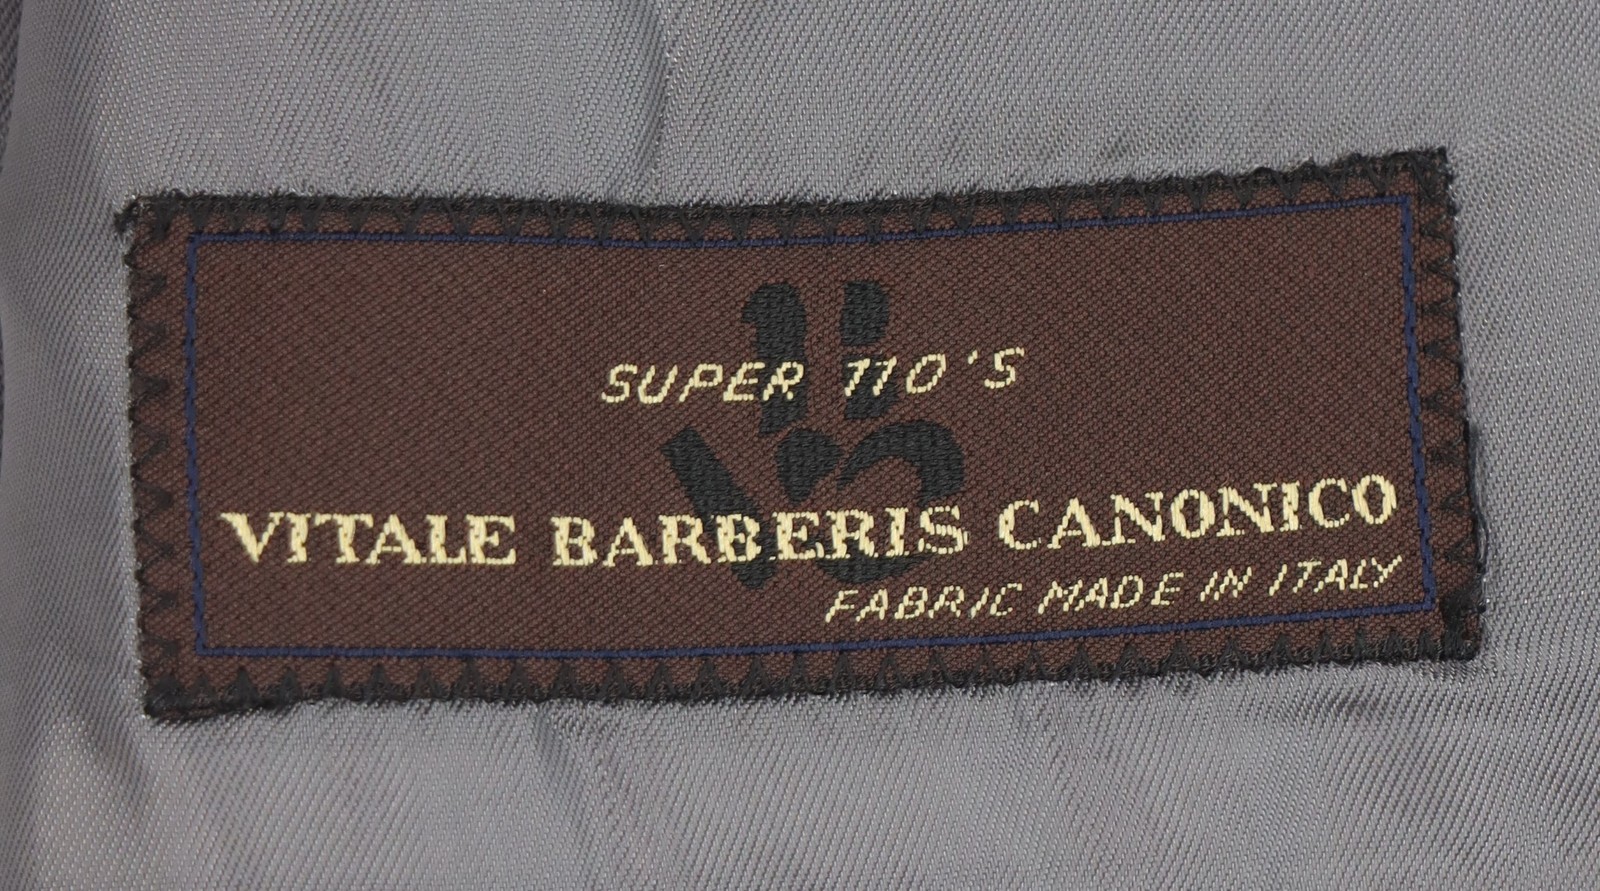 SUPER 110'S
VITALE BARBERIS CANONICO
FABRIC MADE IN ITALY